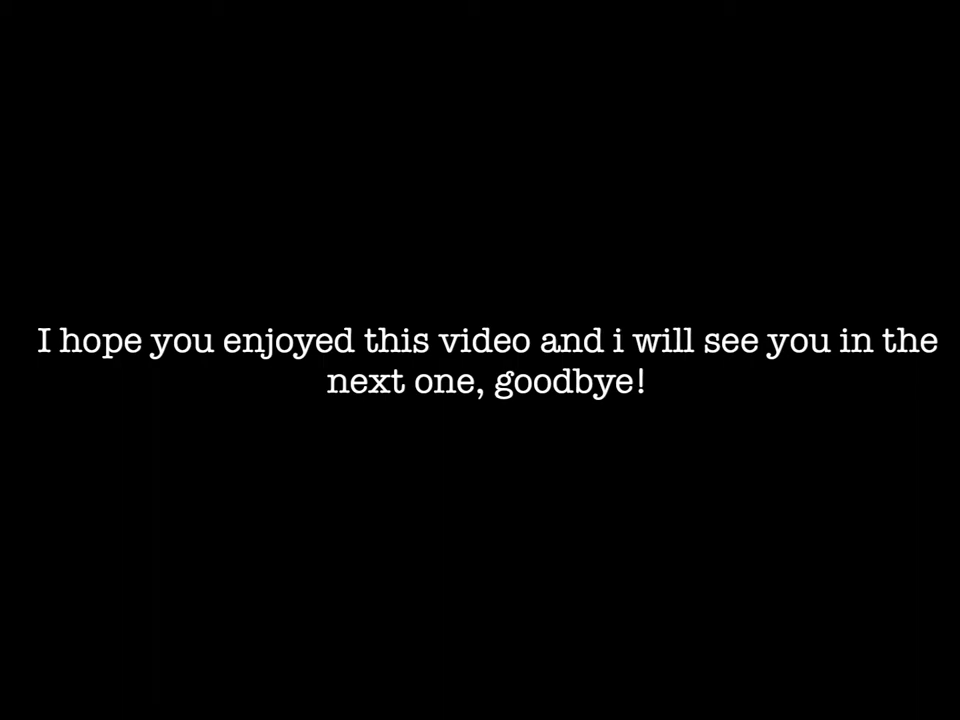 I hope you enjoyed this video and i will see you in the
next one, goodbye!